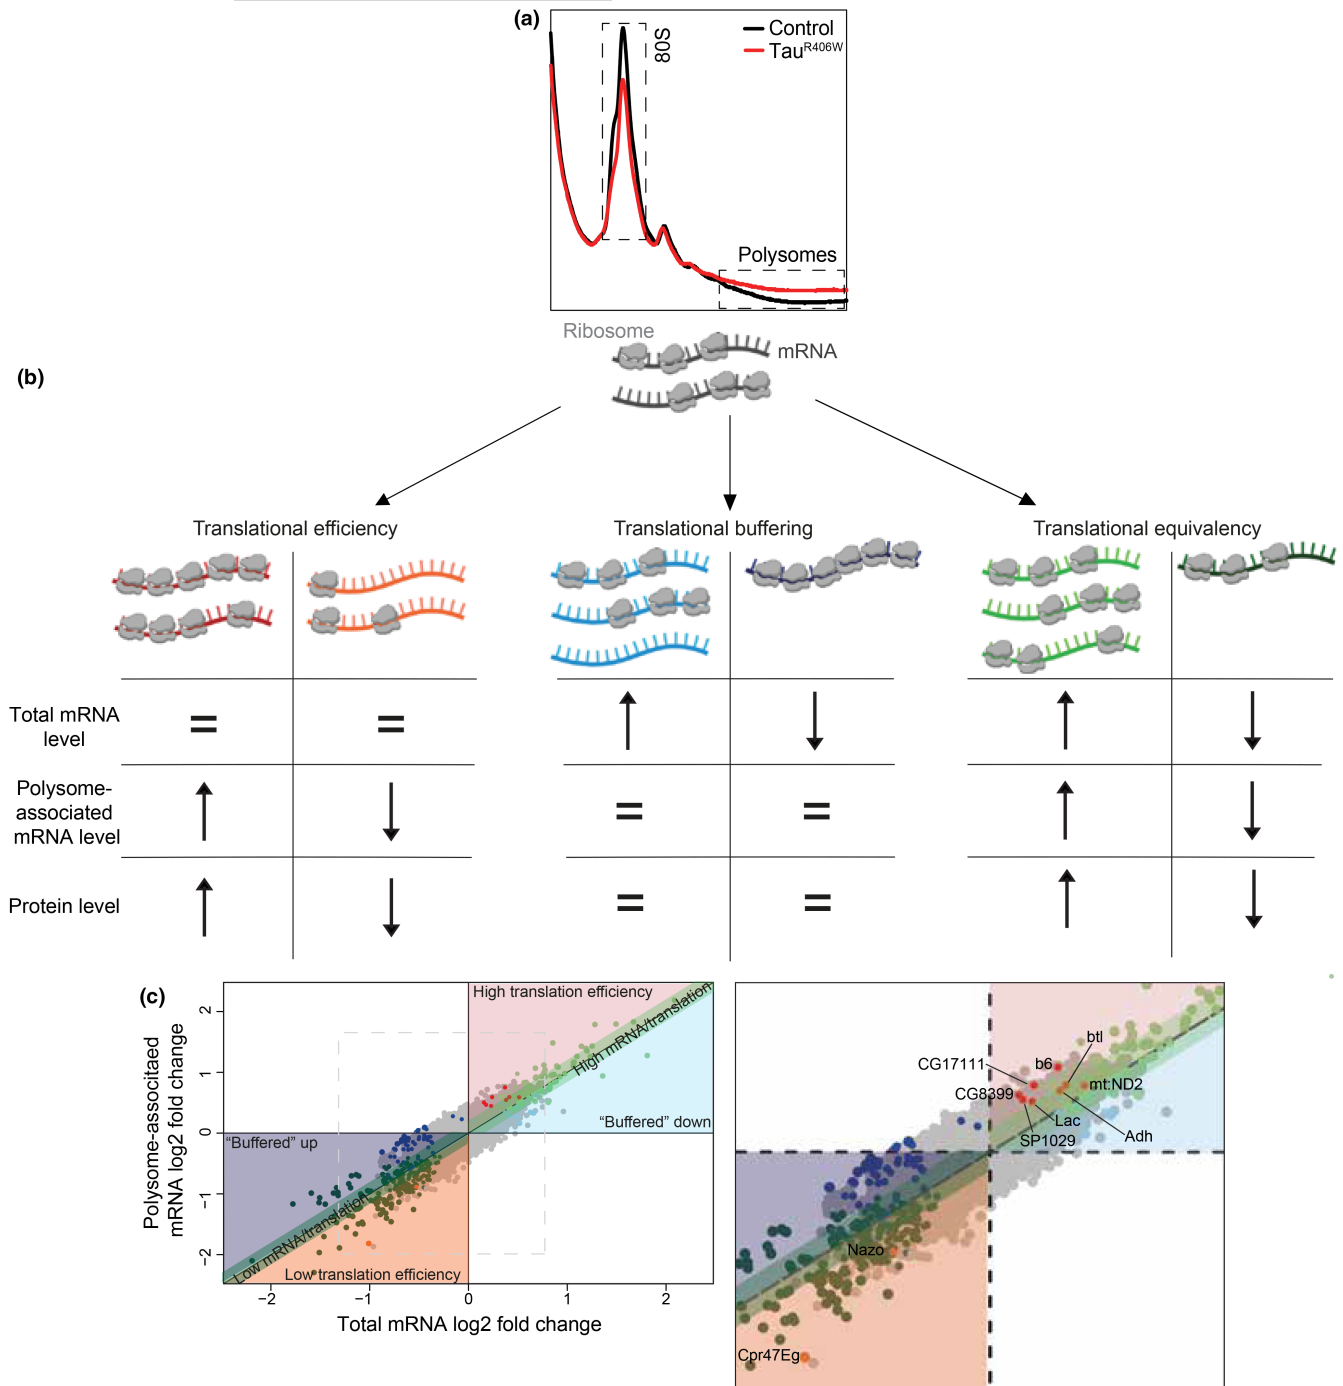 (a)
Control
Tau^R406W
80S
Polysomes
Ribosome
mRNA
(b)
Translational efficiency
Translational buffering
Translational equivalency
Total mRNA
level
=
=
Polysome-
associated
mRNA level
=
=
Protein level
=
=
(c)
Polysome-associtaed
mRNA log2 fold change
2
1
0
−1
−2
High translation efficiency
High mRNA/translation
"Buffered" down
"Buffered" up
Low mRNA/translation
Low translation efficiency
−2
−1
0
1
2
Total mRNA log2 fold change
btl
CG17111
b6
mt:ND2
CG8399
Lac
SP1029
Adh
Nazo
Cpr47Eg